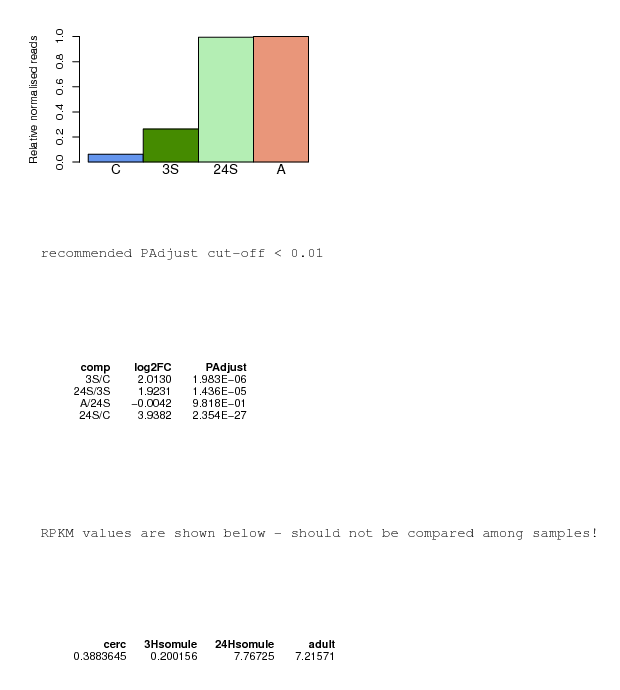 Relative normalised reads
1.0
0.8
0.6
0.4
0.2
0.0
C 3S 24S A
recommended PAdjust cut-off < 0.01
comp log2FC PAdjust
3S/C 2.0130 1.983E−06
24S/3S 1.9231 1.436E−05
A/24S −0.0042 9.818E−01
24S/C 3.9382 2.354E−27
RPKM values are shown below - should not be compared among samples!
cerc 3Hsomule 24Hsomule adult
0.3883645 0.200156 7.76725 7.21571